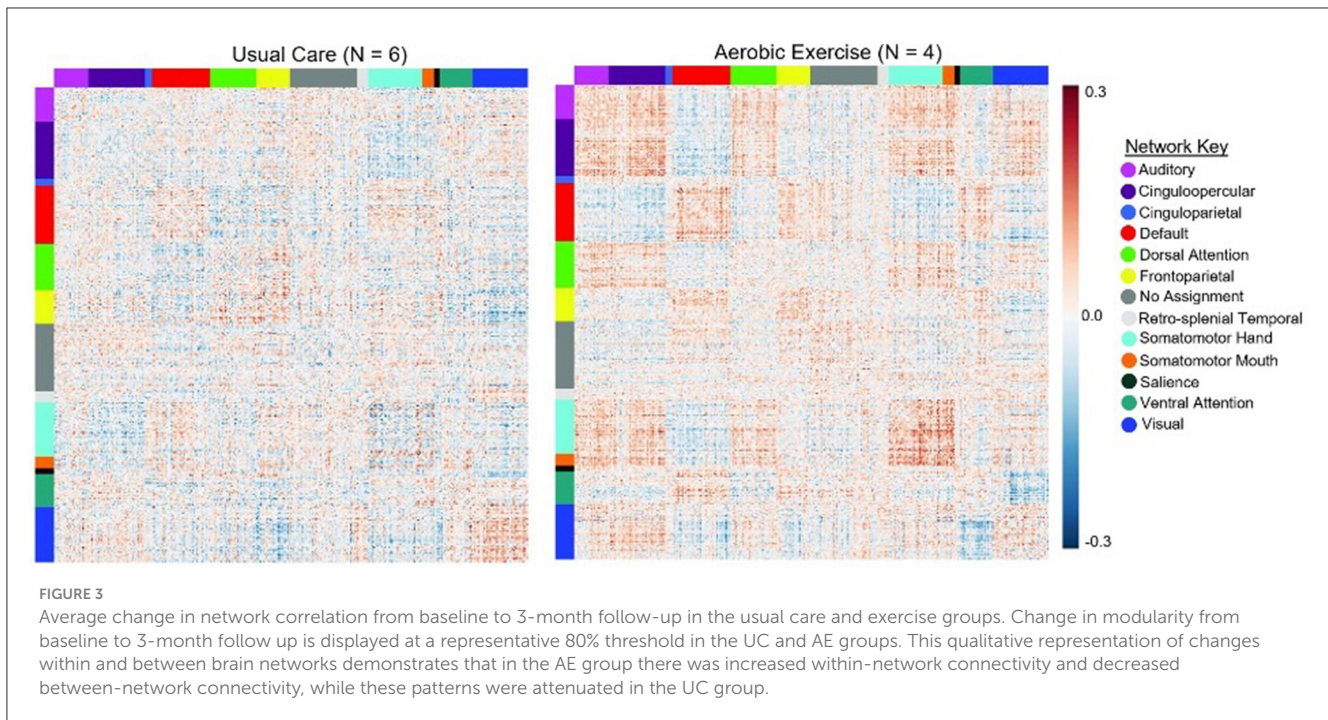 Usual Care (N = 6)
Aerobic Exercise (N = 4)
0.3
0.0
-0.3
Network Key
Auditory
Cinguloopercular
Cinguloparietal
Default
Dorsal Attention
Frontoparietal
No Assignment
Retro-splenial Temporal
Somatomotor Hand
Somatomotor Mouth
Salience
Ventral Attention
Visual
FIGURE 3
Average change in network correlation from baseline to 3-month follow-up in the usual care and exercise groups. Change in modularity from
baseline to 3-month follow up is displayed at a representative 80% threshold in the UC and AE groups. This qualitative representation of changes
within and between brain networks demonstrates that in the AE group there was increased within-network connectivity and decreased
between-network connectivity, while these patterns were attenuated in the UC group.